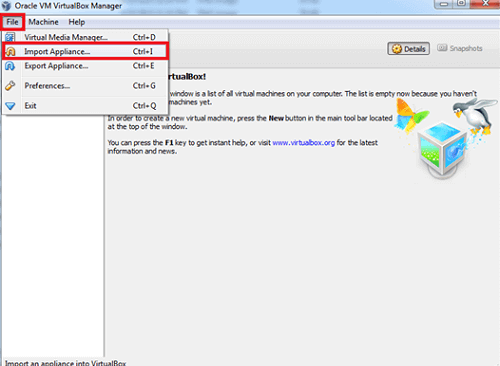 Oracle VM VirtualBox Manager
File Machine Help
Virtual Media Manager... Ctrl+D
Import Appliance... Ctrl+I
Export Appliance... Ctrl+E
Preferences... Ctrl+G
Exit Ctrl+Q
Details Snapshots
VirtualBox!
window is a list of all virtual machines on your computer. The list is empty now because you haven't
machines yet.
In order to create a new virtual machine, press the New button in the main tool bar located
at the top of the window.
You can press the F1 key to get instant help, or visit www.virtualbox.org for the latest
information and news.
Import an appliance into VirtualBox